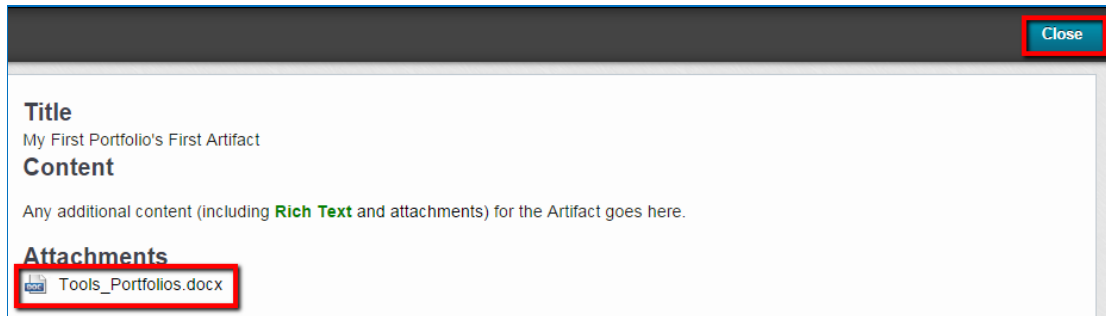 Close
Title
My First Portfolio's First Artifact
Content
Any additional content (including Rich Text and attachments) for the Artifact goes here.
Attachments
DOC Tools_Portfolios.docx